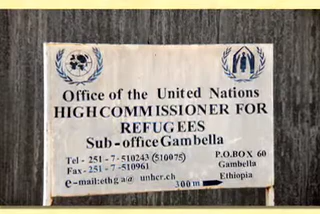 Office of the United Nations
HIGH COMMISSIONER FOR
REFUGEES
Sub-office Gambella
Tel - 251 - 7-510243 (510075)
Fax - 251 - 7-510961
e-mail:ethga@ unhcr.ch
300m
P.O.BOX 60
Gambella
Ethiopia